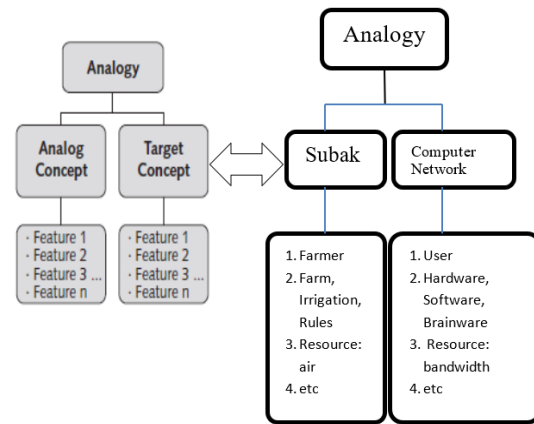 Analogy
Analog
Concept
Target
Concept
· Feature 1
· Feature 2
· Feature 3 ...
· Feature n
· Feature 1
· Feature 2
· Feature 3 ...
· Feature n
Analogy
Subak
Computer
Network
1. Farmer
2. Farm,
Irrigation,
Rules
3. Resource:
air
4. etc
1. User
2. Hardware,
Software,
Brainware
3. Resource:
bandwidth
4. etc